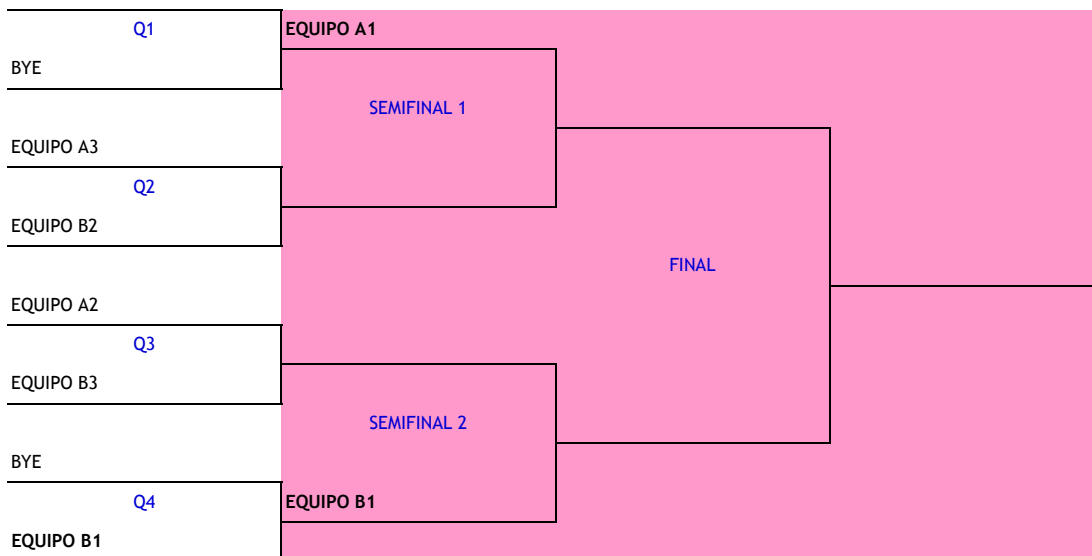 Q1
EQUIPO A1
BYE
SEMIFINAL 1
EQUIPO A3
Q2
EQUIPO B2
FINAL
EQUIPO A2
Q3
EQUIPO B3
SEMIFINAL 2
BYE
Q4
EQUIPO B1
EQUIPO B1